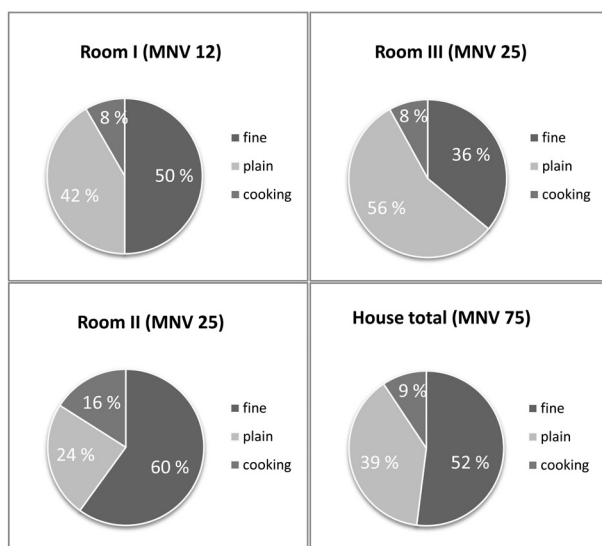 Room I (MNV 12)
8 %
50 %
42 %
fine
plain
cooking
Room III (MNV 25)
8 %
36 %
56 %
fine
plain
cooking
Room II (MNV 25)
16 %
24 %
60 %
fine
plain
cooking
House total (MNV 75)
9 %
39 %
52 %
fine
plain
cooking